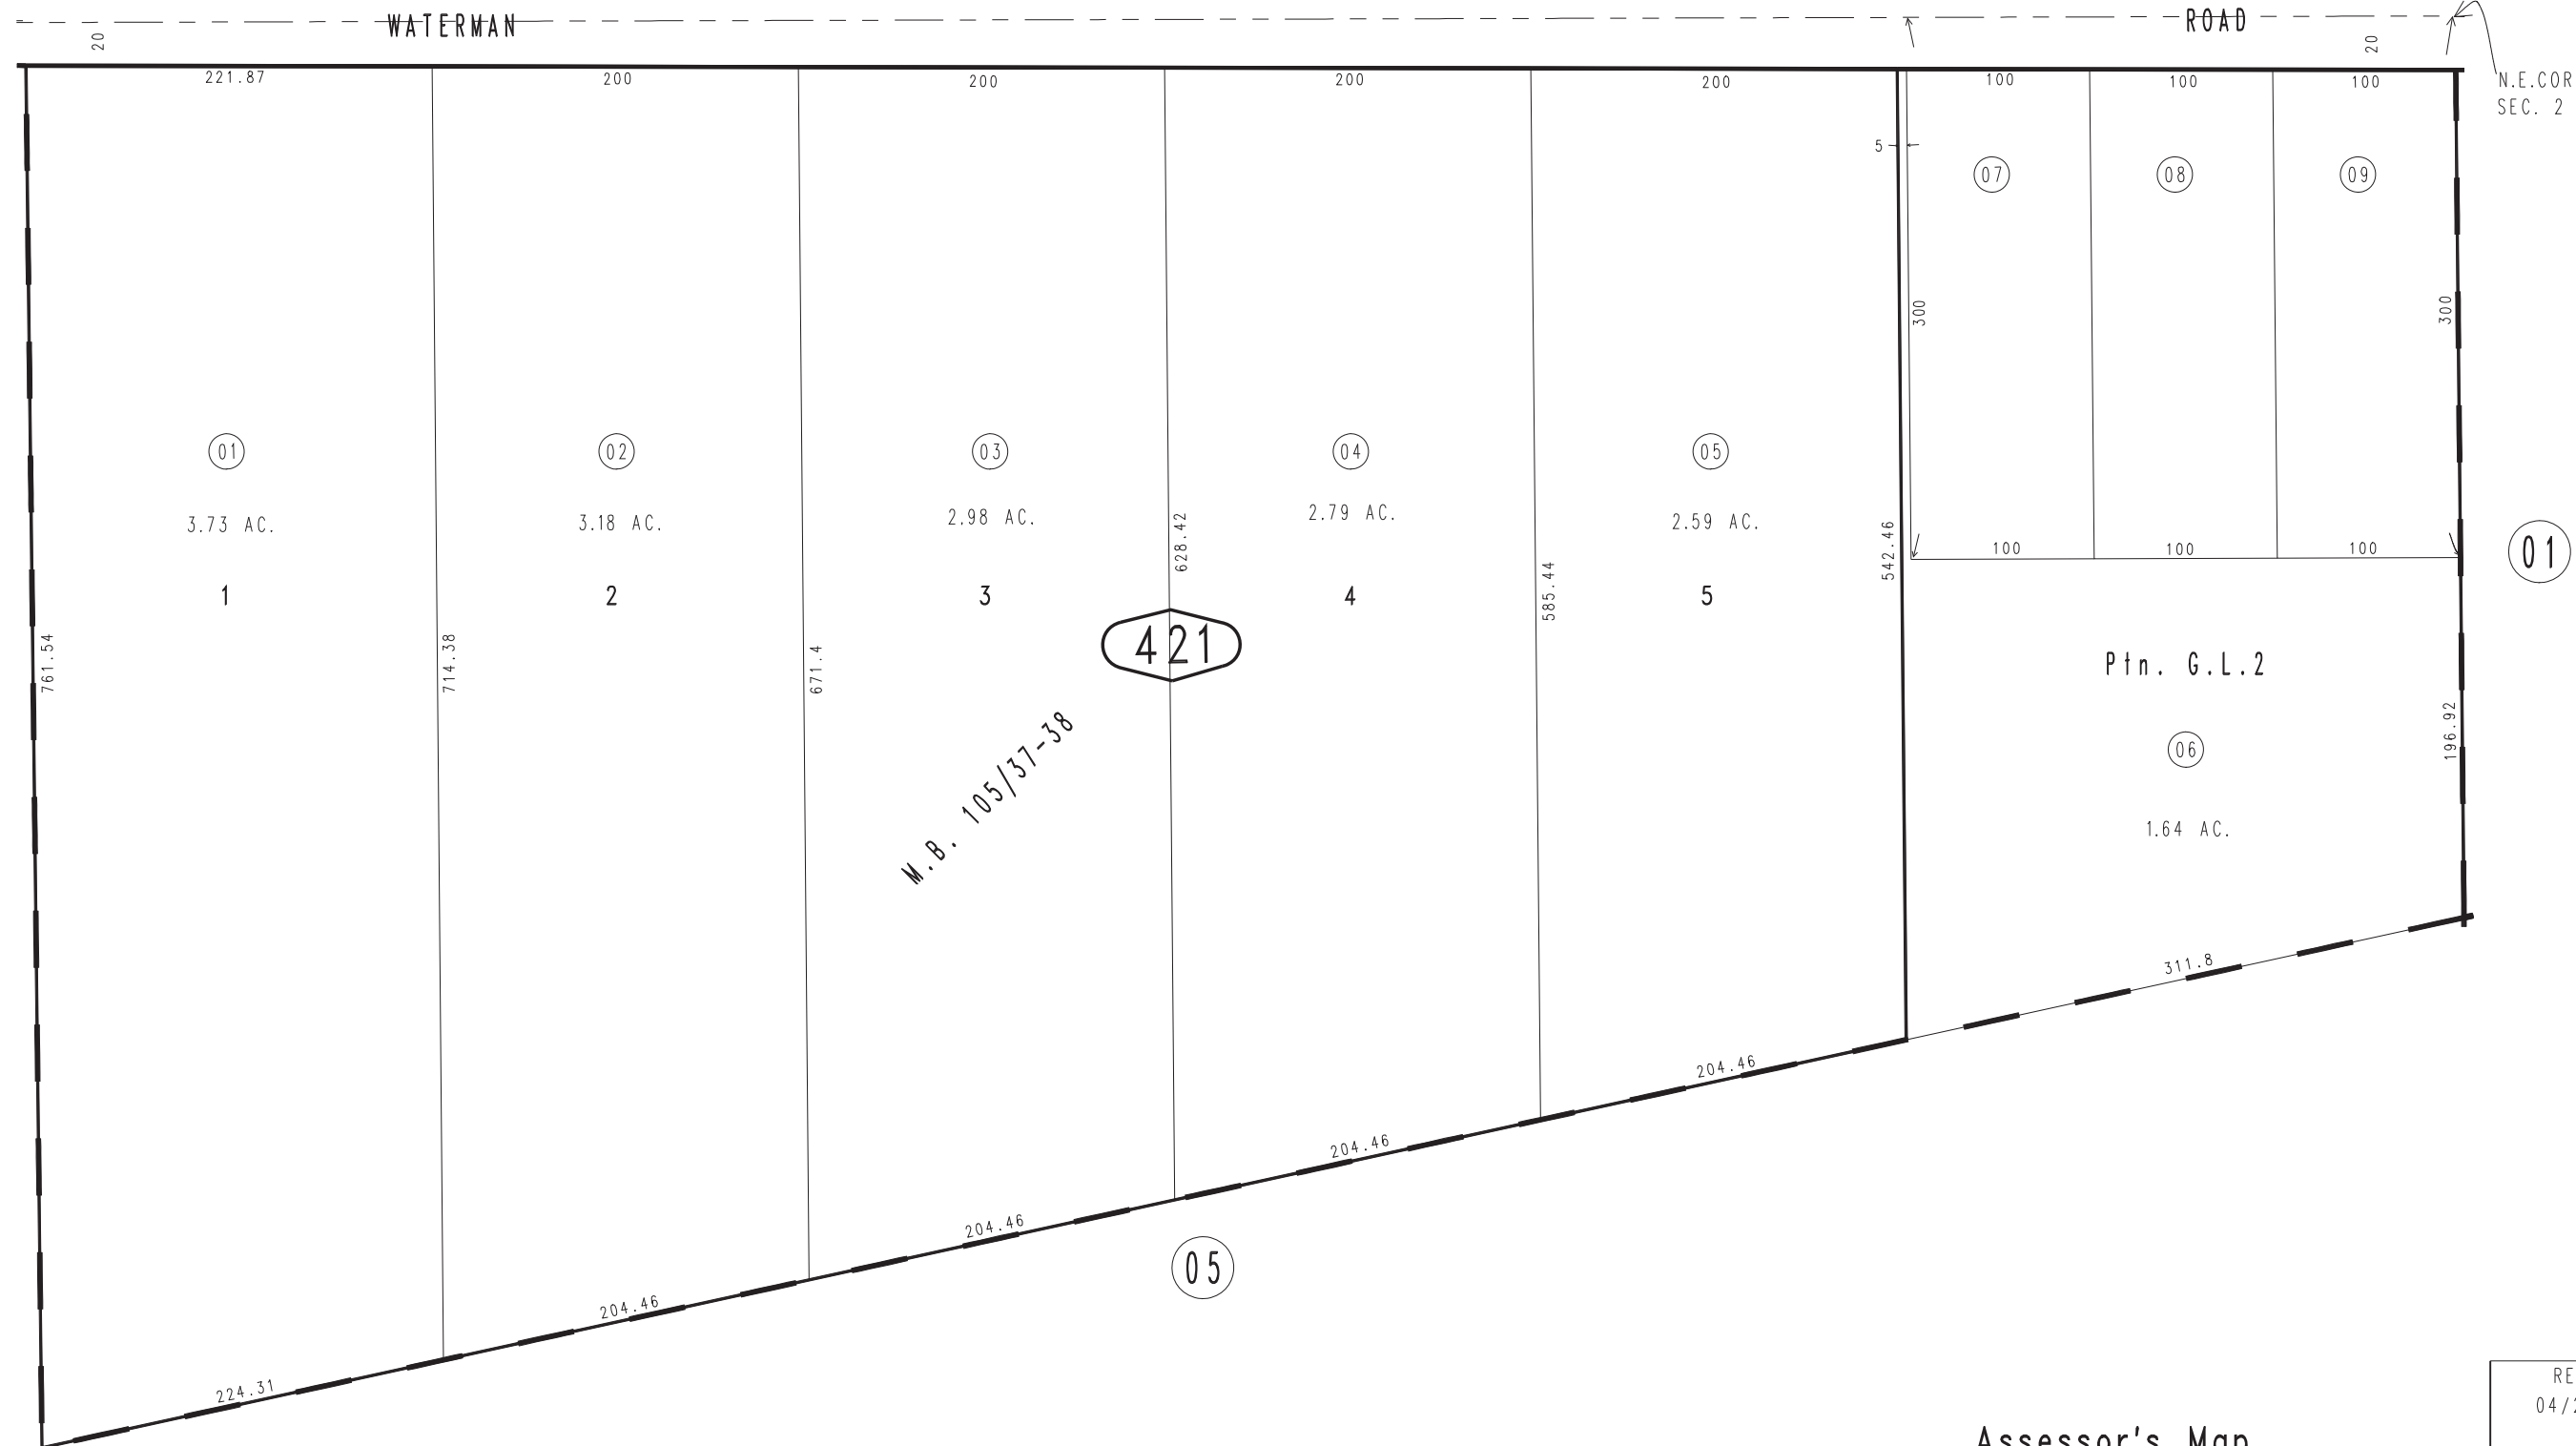 WATERMAN ROAD
20 20
221.87 200 200 200 200 100 100 100
N.E.COR
SEC. 2
5
07 08 09
300 300
01 02 03 04 05
3.73 AC. 3.18 AC. 2.98 AC. 2.79 AC. 2.59 AC.
100 100 100
01
1 2 3 4 5
761.54 714.38 671.4 628.42 585.44 542.46
421
Ptn. G.L.2
196.92
06
M.B. 105/37-38
1.64 AC.
311.8
204.46
204.46
204.46
05
204.46
224.31
RE
04/2
Assessor's Map